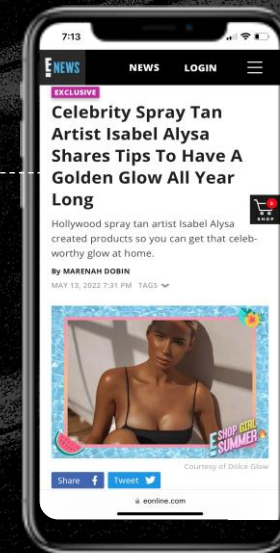 7:13
E NEWS
NEWS LOGIN
EXCLUSIVE
Celebrity Spray Tan
Artist Isabel Alysa
Shares Tips To Have A
Golden Glow All Year
Long
Hollywood spray tan artist Isabel Alysa
created products so you can get that celeb-
worthy glow at home.
SHOP
By MARENAH DOBIN
MAY 13, 2022 7:31 PM TAGS
E SHOP GIRL
SUMMER
Courtesy of Dolce Glow
Share f Tweet
eonline.com